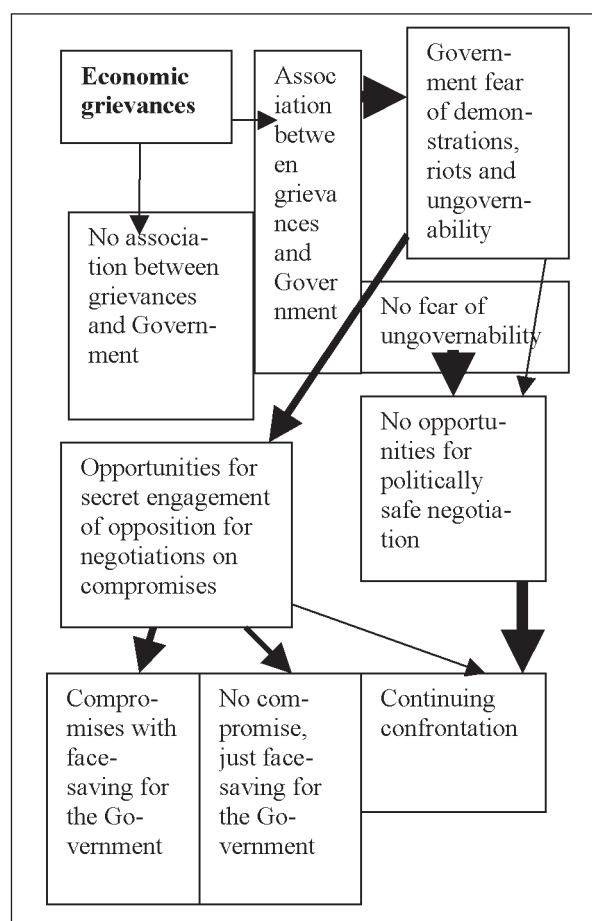 Economic
grievances
Assoc
iation
betwe
en
grieva
nces
and
Gover
nment
Govern-
ment fear
of demon-
strations,
riots and
ungovern-
ability
No associa-
tion between
grievances
and Govern-
ment
No fear of
ungovernability
Opportunities for
secret engagement
of opposition for
negotiations on
compromises
No opportu-
nities for
politically
safe negotia-
tion
Compro-
mises with
face-
saving for
the Go-
vernment
No com-
promise,
just face-
saving for
the Go-
vernment
Continuing
confrontation